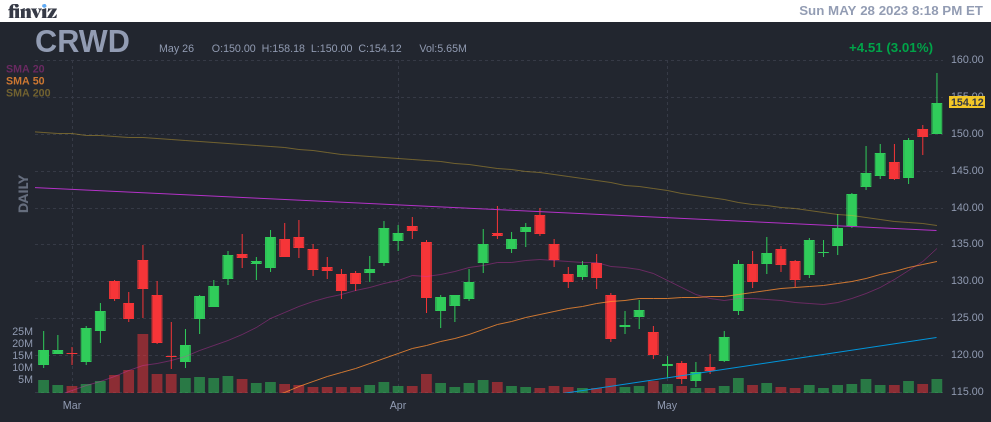 finviz
Sun MAY 28 2023 8:18 PM ET
CRWD
May 26 O:150.00 H:158.18 L:150.00 C:154.12 Vol:5.65M
+4.51 (3.01%)
SMA 20
SMA 50
SMA 200
DAILY
160.00
155.00
154.12
150.00
145.00
140.00
135.00
130.00
125.00
120.00
115.00
25M
20M
15M
10M
5M
Mar
Apr
May